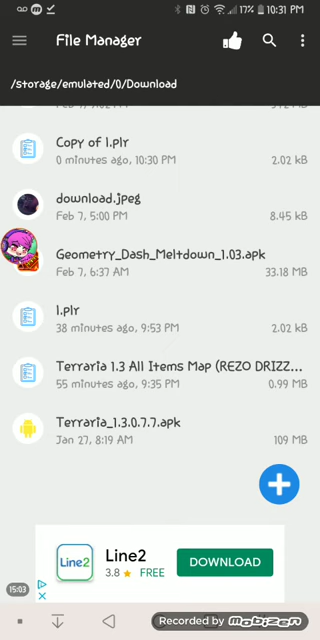 17% 10:31 PM
File Manager
/storage/emulated/0/Download
Copy of 1.plr
0 minutes ago, 10:30 PM 2.02 kB
download.jpeg
Feb 7, 5:00 PM 8.45 kB
Geometry_Dash_Meltdown_1.03.apk
Feb 7, 6:37 AM 33.18 MB
1.plr
38 minutes ago, 9:53 PM 2.02 kB
Terraria 1.3 All Items Map (REZO DRIZZ...
55 minutes ago, 9:35 PM 0.99 MB
Terraria_1.3.0.7.7.apk
Jan 27, 8:19 AM 109 MB
Line2
Line2
3.8 ★ FREE
DOWNLOAD
15:03
Recorded by Mobizen